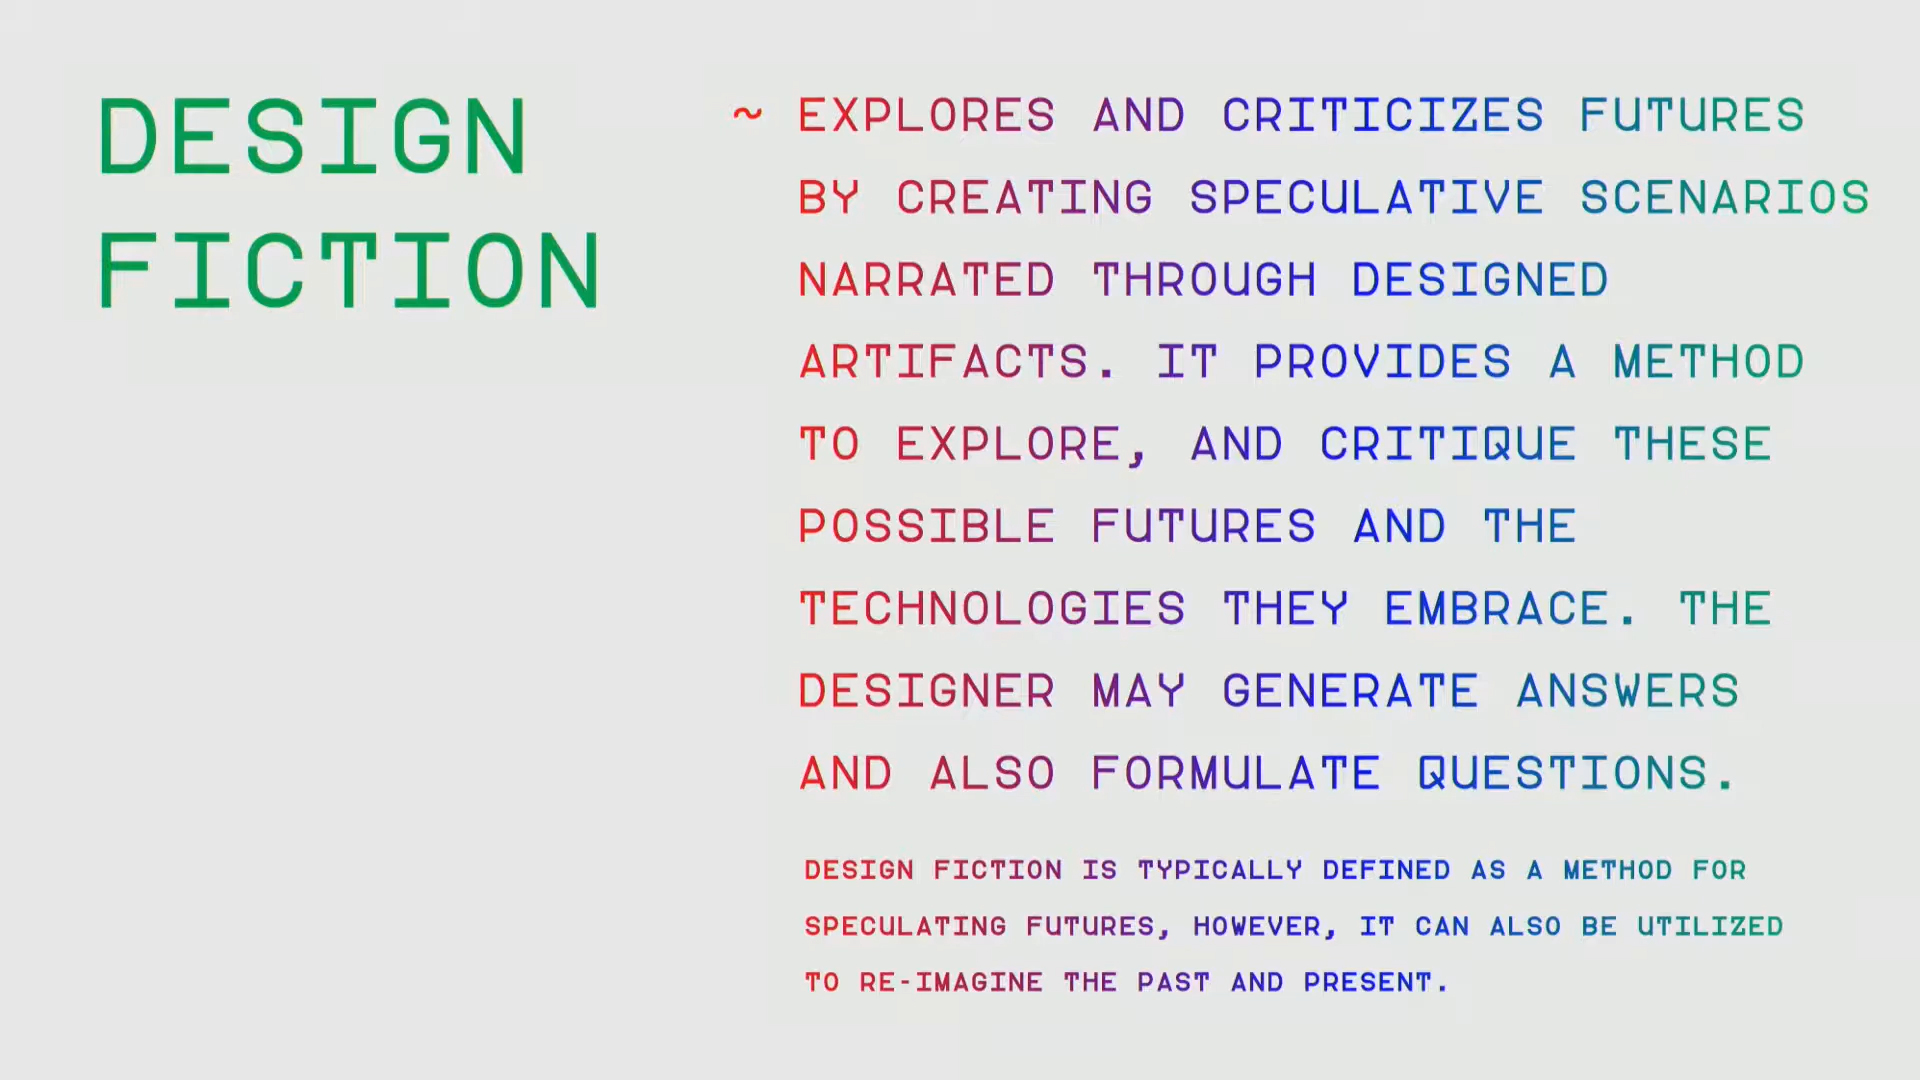 DESIGN
FICTION
~ EXPLORES AND CRITICIZES FUTURES
BY CREATING SPECULATIVE SCENARIOS
NARRATED THROUGH DESIGNED
ARTIFACTS. IT PROVIDES A METHOD
TO EXPLORE, AND CRITIQUE THESE
POSSIBLE FUTURES AND THE
TECHNOLOGIES THEY EMBRACE. THE
DESIGNER MAY GENERATE ANSWERS
AND ALSO FORMULATE QUESTIONS.
DESIGN FICTION IS TYPICALLY DEFINED AS A METHOD FOR
SPECULATING FUTURES, HOWEVER, IT CAN ALSO BE UTILIZED
TO RE-IMAGINE THE PAST AND PRESENT.